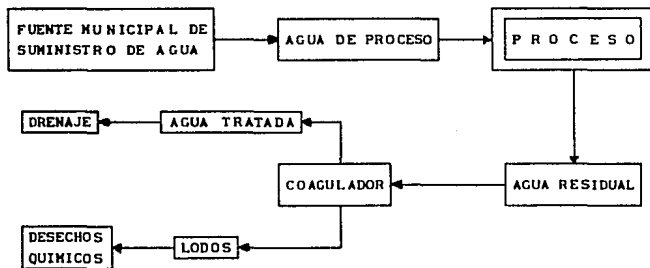 FUENTE MUNICIPAL DE
SUMINISTRO DE AGUA
AGUA DE PROCESO
PROCESO
DRENAJE
AGUA TRATADA
COAGULADOR
AGUA RESIDUAL
DESECHOS
QUIMICOS
LODOS